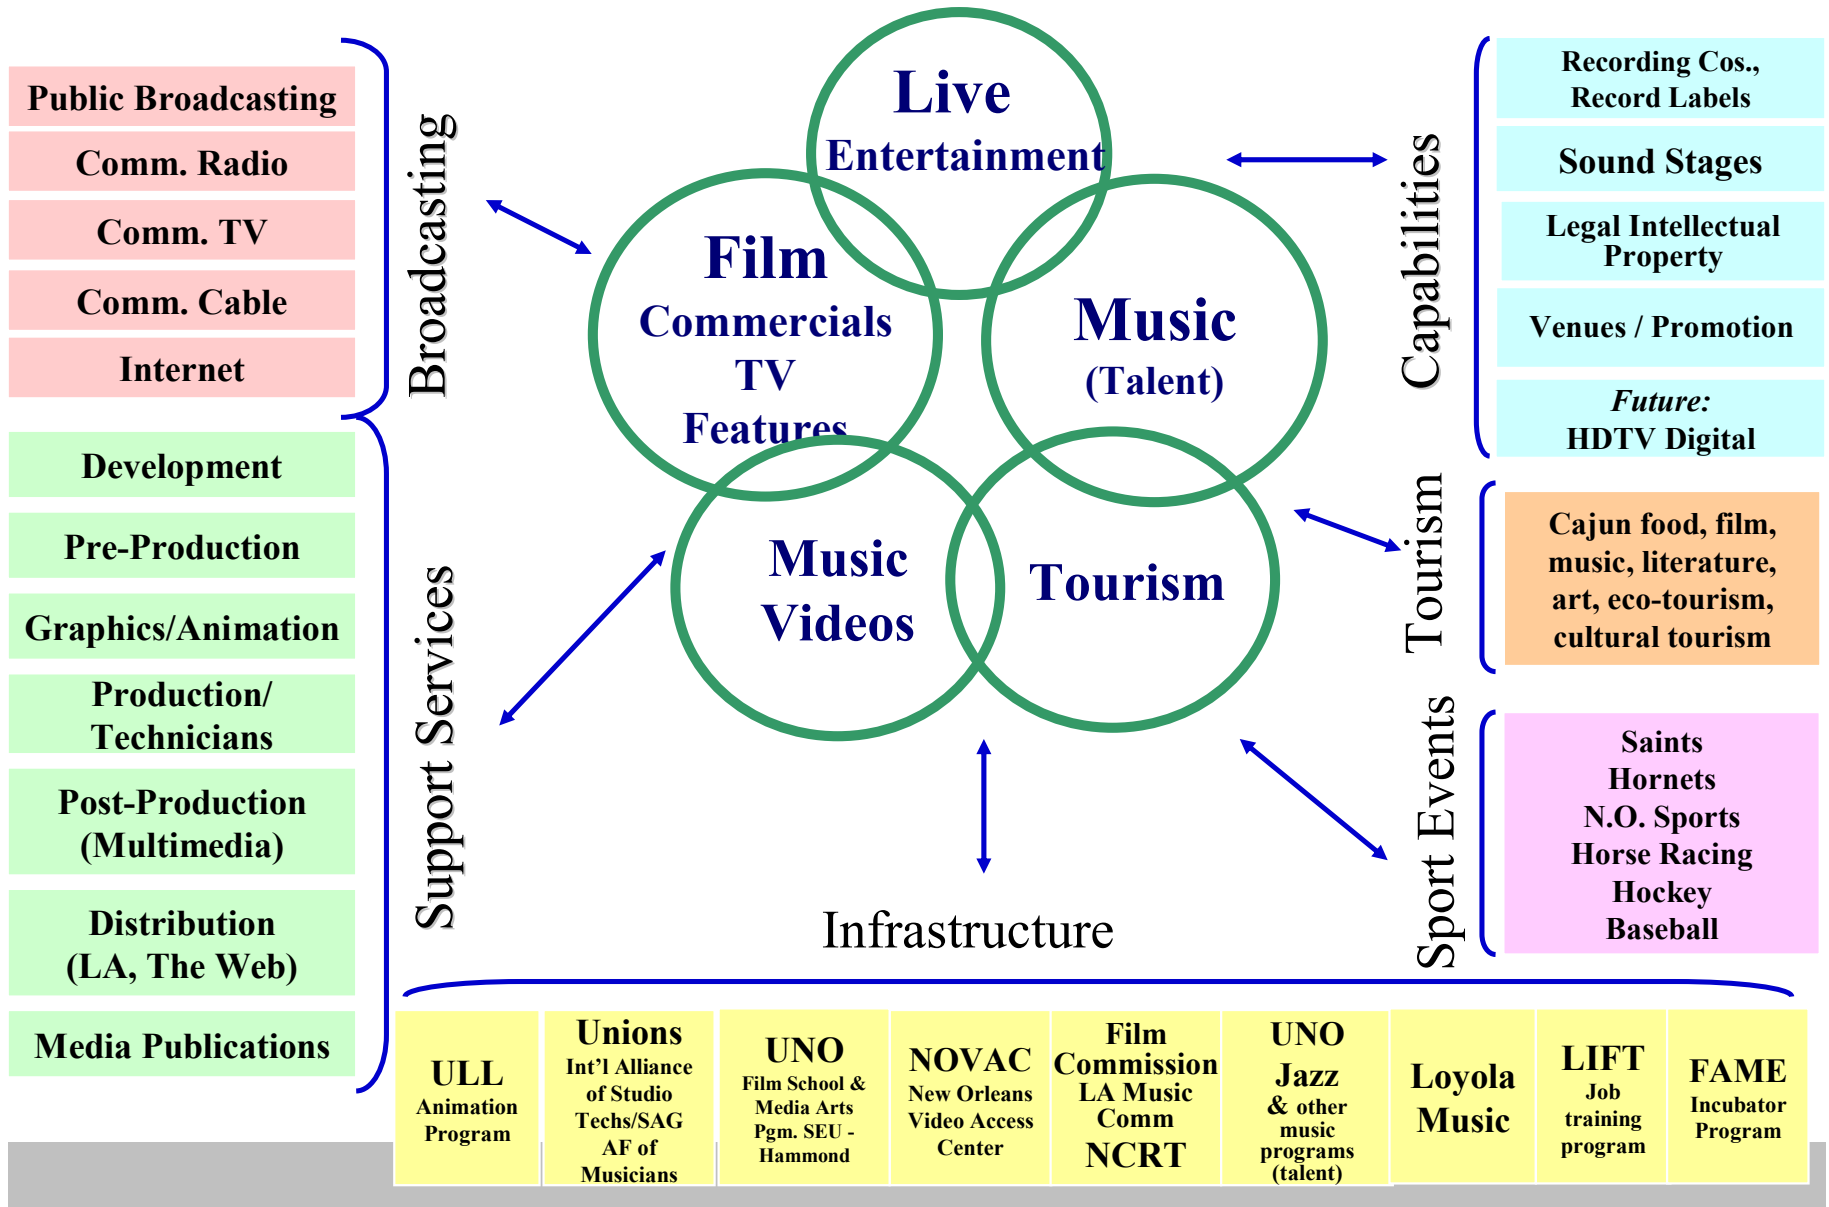 Public Broadcasting
Comm. Radio
Comm. TV
Comm. Cable
Internet
Broadcasting
Development
Pre-Production
Graphics/Animation
Production/
Technicians
Post-Production
(Multimedia)
Distribution
(LA, The Web)
Media Publications
Support Services
Live
Entertainment
Film
Commercials
TV
Features
Music
(Talent)
Music
Videos
Tourism
Capabilities
Recording Cos.,
Record Labels
Sound Stages
Legal Intellectual
Property
Venues / Promotion
Future:
HDTV Digital
Tourism
Cajun food, film,
music, literature,
art, eco-tourism,
cultural tourism
Sport Events
Saints
Hornets
N.O. Sports
Horse Racing
Hockey
Baseball
Infrastructure
ULL
Animation
Program
Unions
Int'l Alliance
of Studio
Techs/SAG
AF of
Musicians
UNO
Film School &
Media Arts
Pgm. SEU -
Hammond
NOVAC
New Orleans
Video Access
Center
Film
Commission
LA Music
Comm
NCRT
UNO
Jazz
& other
music
programs
(talent)
Loyola
Music
LIFT
Job
training
program
FAME
Incubator
Program